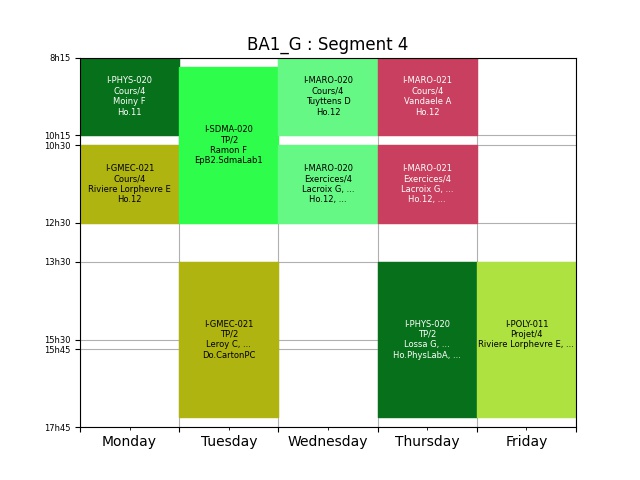 BA1_G : Segment 4
8h15
10h15
10h30
12h30
13h30
15h30
15h45
17h45
I-PHYS-020
Cours/4
Moiny F
Ho.11
I-GMEC-021
Cours/4
Riviere Lorphevre E
Ho.12
I-SDMA-020
TP/2
Ramon F
EpB2.SdmaLab1
I-GMEC-021
TP/2
Leroy C, ...
Do.CartonPC
I-MARO-020
Cours/4
Tuyttens D
Ho.12
I-MARO-020
Exercices/4
Lacroix G, ...
Ho.12, ...
I-MARO-021
Cours/4
Vandaele A
Ho.12
I-MARO-021
Exercices/4
Lacroix G, ...
Ho.12, ...
I-PHYS-020
TP/2
Lossa G, ...
Ho.PhysLabA, ...
I-POLY-011
Projet/4
Riviere Lorphevre E, ...
Monday
Tuesday
Wednesday
Thursday
Friday